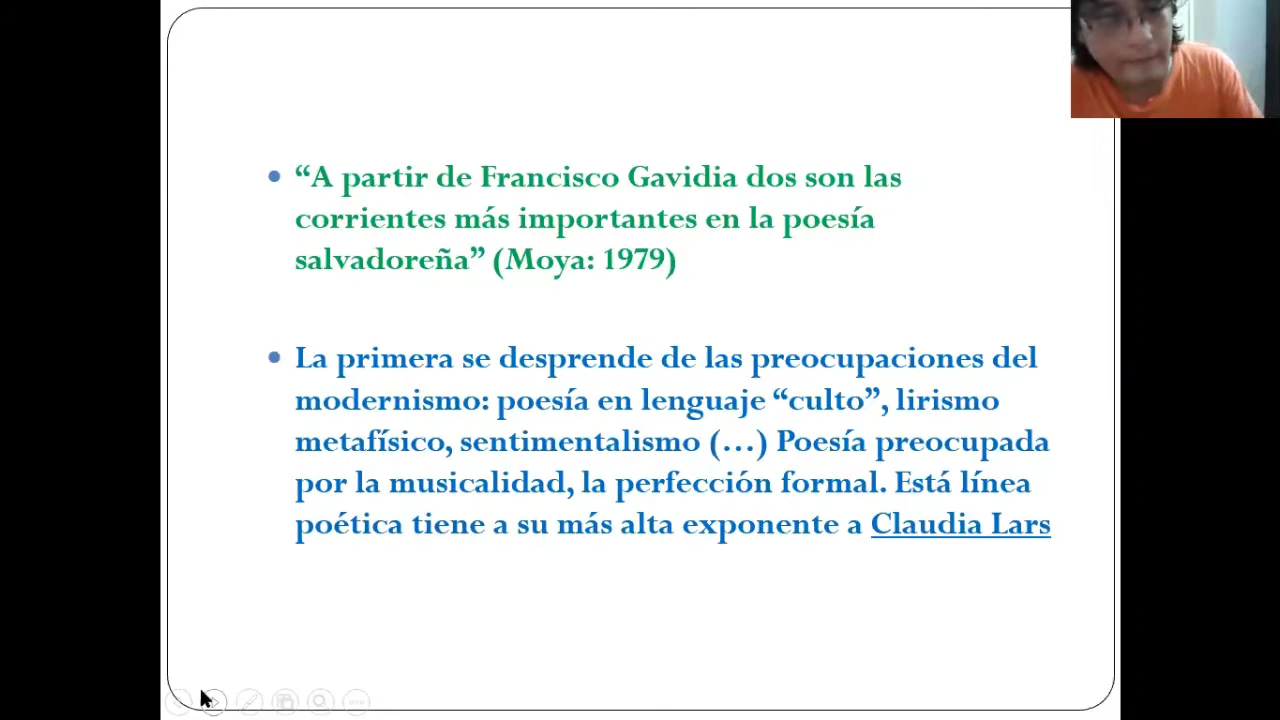 “A partir de Francisco Gavidia dos son las
corrientes más importantes en la poesía
salvadoreña” (Moya: 1979)
La primera se desprende de las preocupaciones del
modernismo: poesía en lenguaje “culto”, lirismo
metafísico, sentimentalismo (…) Poesía preocupada
por la musicalidad, la perfección formal. Está línea
poética tiene a su más alta exponente a Claudia Lars